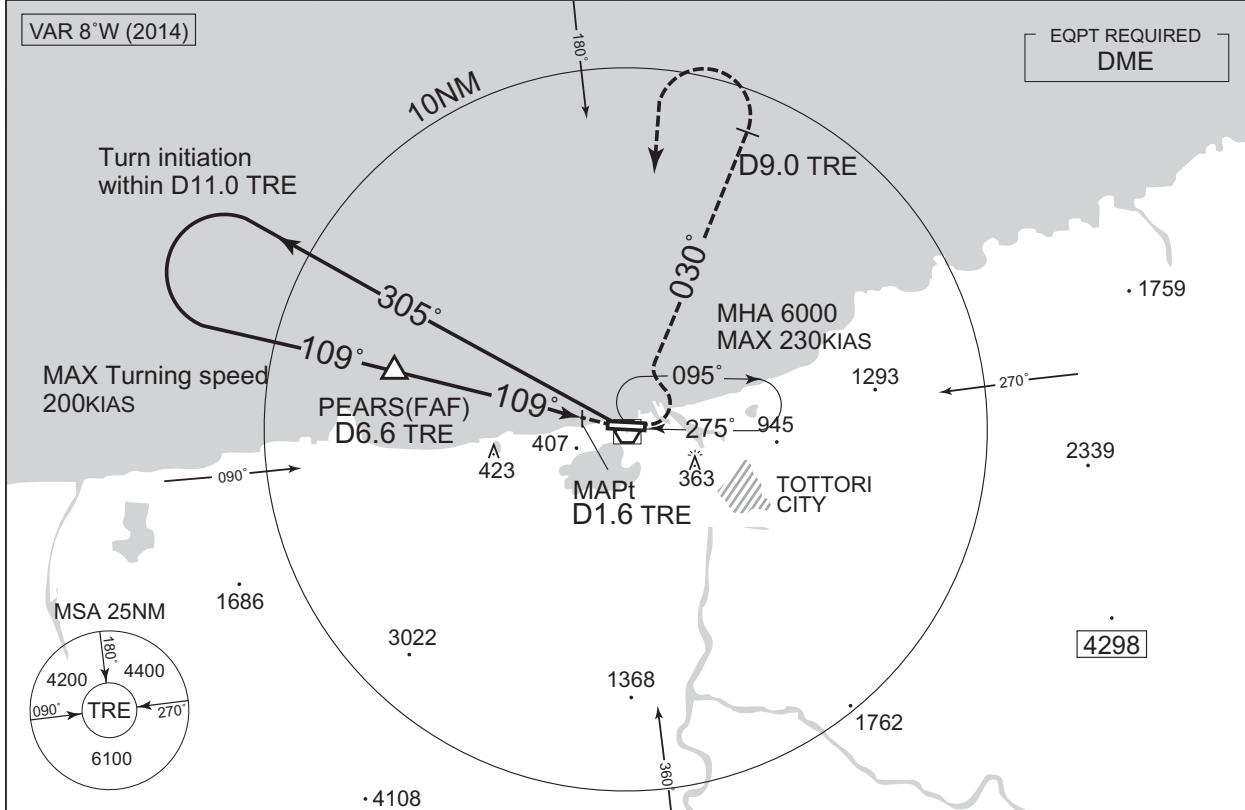 VAR 8°W (2014)
180°
EQPT REQUIRED
DME
10NM
Turn initiation
within D11.0 TRE
D9.0 TRE
030°
305°
1759
MHA 6000
MAX 230KIAS
109°
MAX Turning speed
200KIAS
095°
1293
270°
PEARS(FAF)
D6.6 TRE
109°
275°
945
407
423
363
2339
090°
MAPt
D1.6 TRE
TOTTORI
CITY
1686
MSA 25NM
180°
4200
4400
090°
TRE
270°
6100
3022
4298
1368
1762
360°
4108